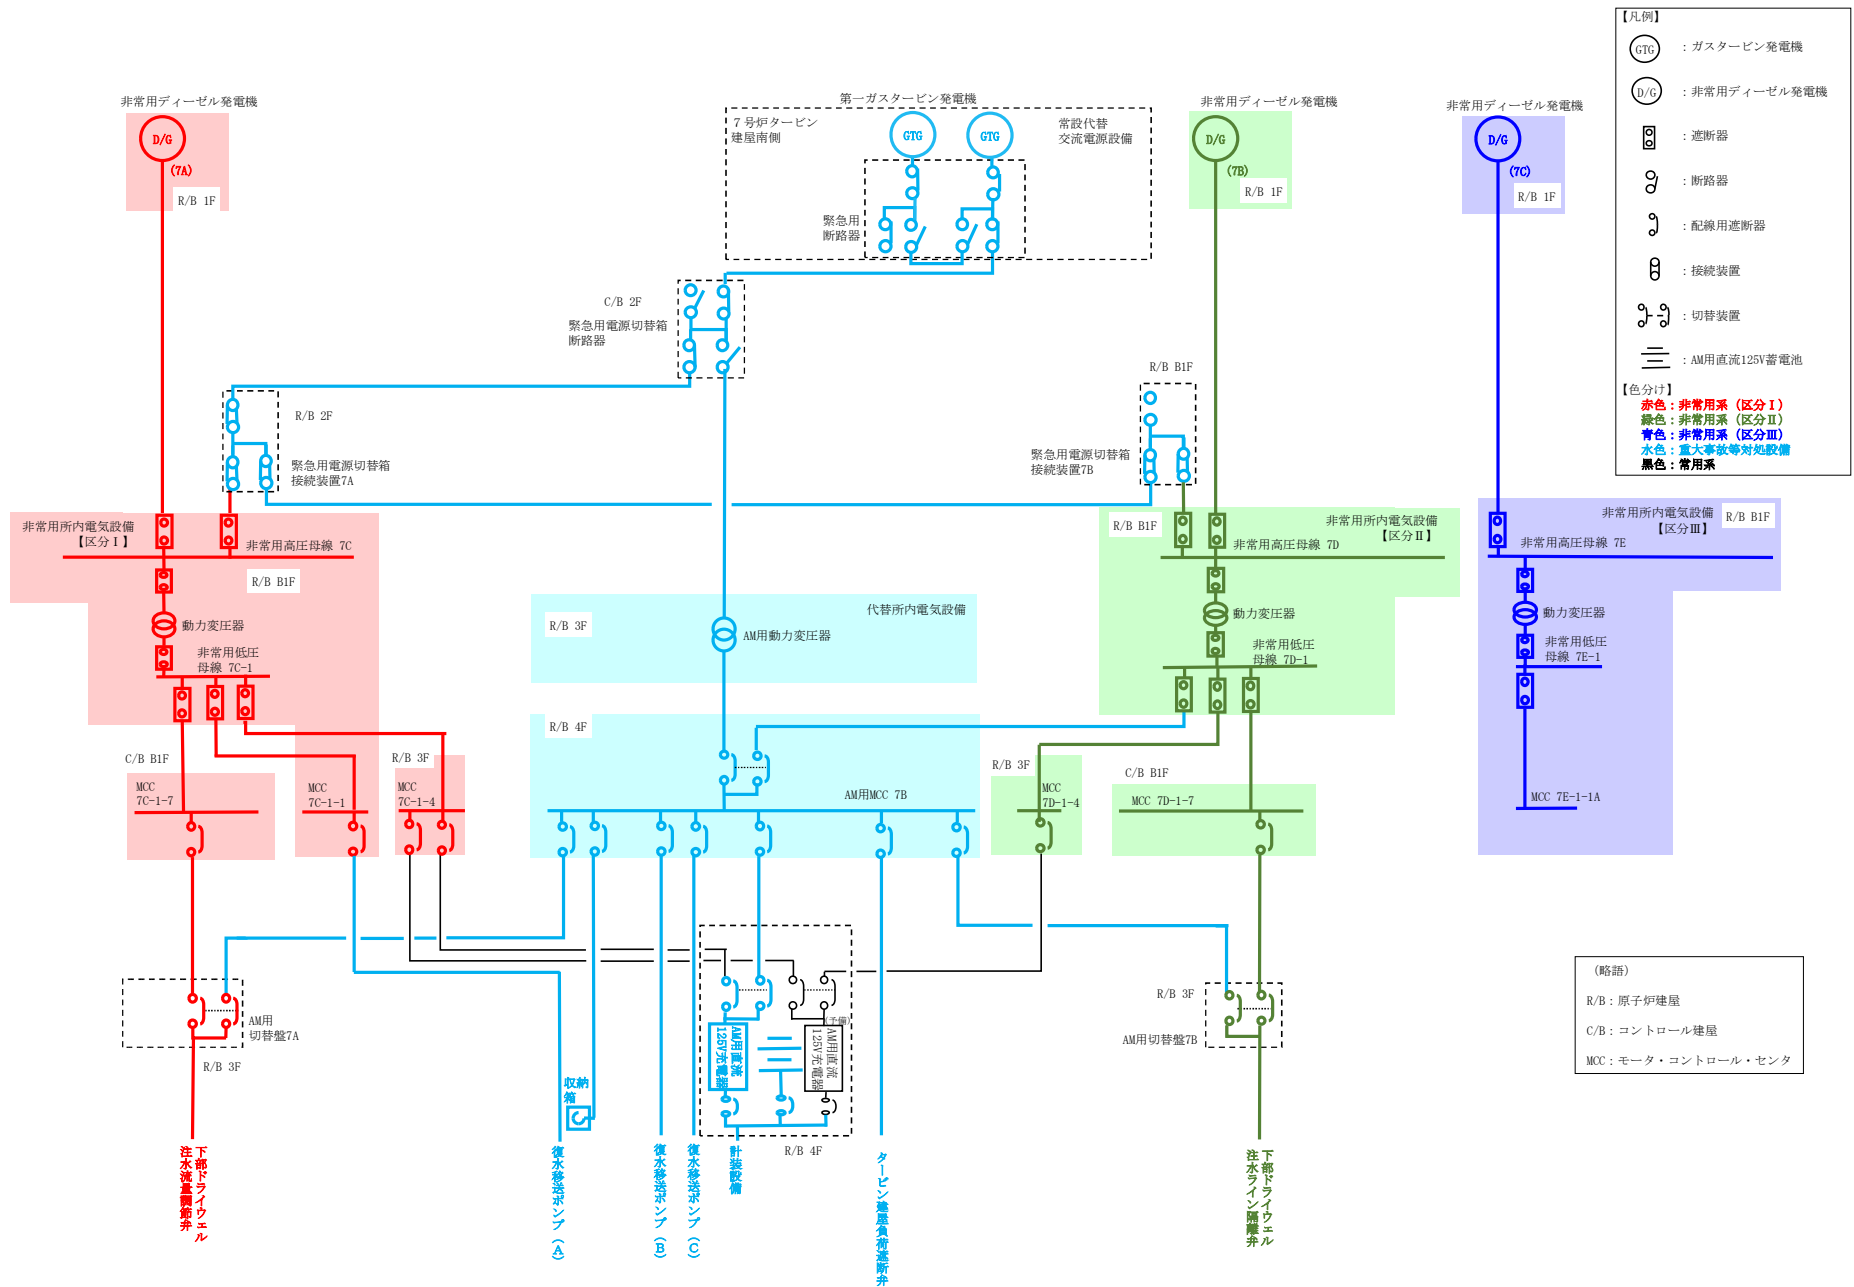 【凡例】
GTG
：ガスタービン発電機
D/G
：非常用ディーゼル発電機
：遮断器
：断路器
：配線用遮断器
：接続装置
：切替装置
：AM用直流125V蓄電池
【色分け】
赤色：非常用系（区分Ⅰ）
緑色：非常用系（区分Ⅱ）
青色：非常用系（区分Ⅲ）
水色：重大事故等対処設備
黒色：常用系
非常用ディーゼル発電機
D/G
(7A)
R/B 1F
第一ガスタービン発電機
７号炉タービン
建屋南側
GTG
GTG
常設代替
交流電源設備
緊急用
断路器
非常用ディーゼル発電機
D/G
(7B)
R/B 1F
非常用ディーゼル発電機
D/G
(7C)
R/B 1F
C/B 2F
緊急用電源切替箱
断路器
R/B 2F
緊急用電源切替箱
接続装置7A
R/B B1F
緊急用電源切替箱
接続装置7B
非常用所内電気設備
【区分Ⅰ】
非常用高圧母線 7C
R/B B1F
動力変圧器
非常用低圧
母線 7C-1
R/B B1F
非常用所内電気設備
【区分Ⅱ】
非常用高圧母線 7D
動力変圧器
非常用低圧
母線 7D-1
非常用所内電気設備
【区分Ⅲ】
R/B B1F
非常用高圧母線 7E
動力変圧器
非常用低圧
母線 7E-1
MCC 7E-1-1A
R/B 3F
代替所内電気設備
AM用動力変圧器
R/B 4F
AM用MCC 7B
C/B B1F
MCC
7C-1-7
MCC
7C-1-1
R/B 3F
MCC
7C-1-4
R/B 3F
MCC
7D-1-4
C/B B1F
MCC 7D-1-7
AM用
切替盤7A
R/B 3F
R/B 3F
AM用切替盤7B
(予備)
AM用直流
125V充電器
AM用直流
125V充電器
R/B 4F
収納
箱
下部ドライウェル
注水流量調節弁
復水移送ポンプ（Ａ）
復水移送ポンプ（Ｂ）
復水移送ポンプ（Ｃ）
計装設備
タービン建屋負荷遮断弁
下部ドライウェル
注水ライン隔離弁
（略語）
R/B：原子炉建屋
C/B：コントロール建屋
MCC：モータ・コントロール・センタ